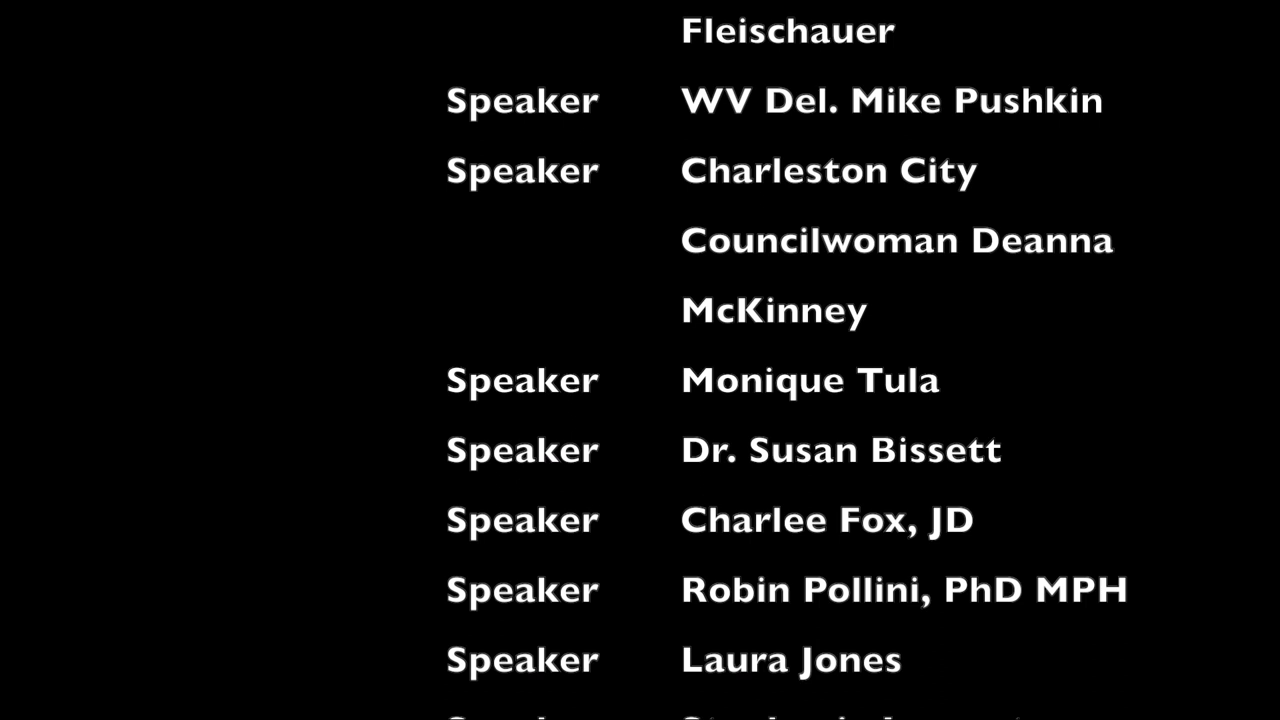 Fleischauer
Speaker WV Del. Mike Pushkin
Speaker Charleston City
Councilwoman Deanna
McKinney
Speaker Monique Tula
Speaker Dr. Susan Bissett
Speaker Charlee Fox, JD
Speaker Robin Pollini, PhD MPH
Speaker Laura Jones